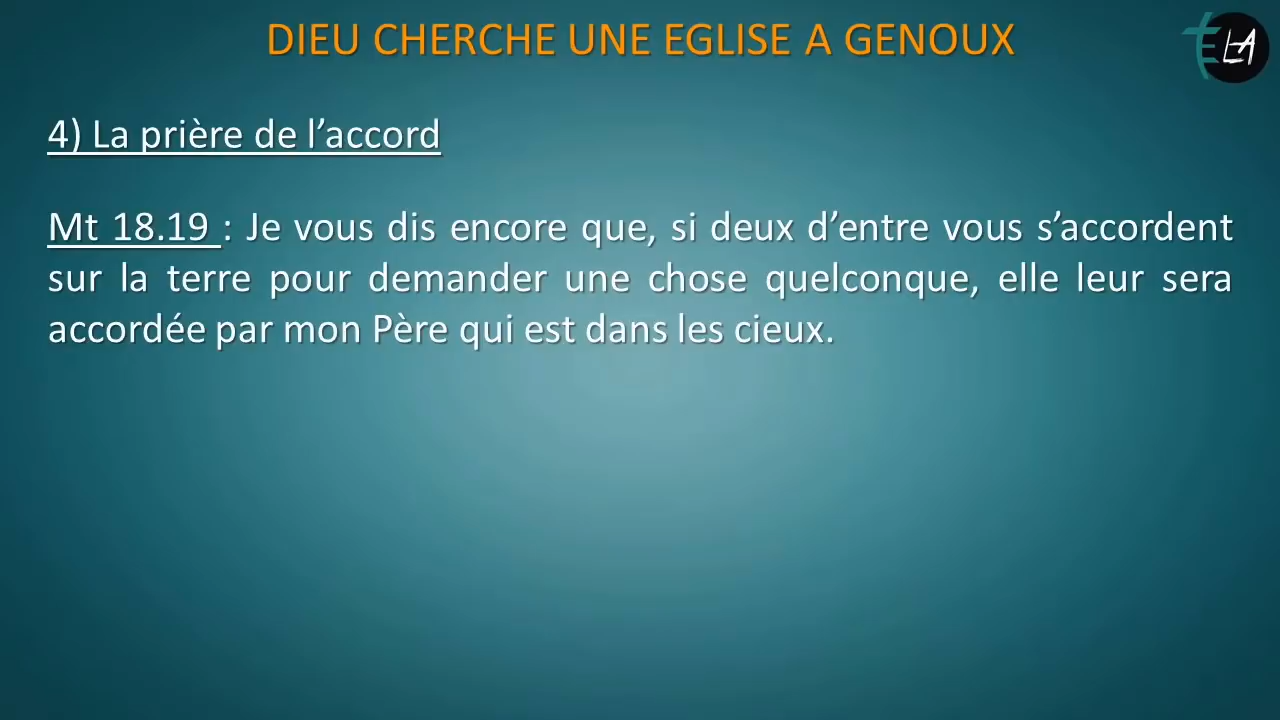 DIEU CHERCHE UNE EGLISE A GENOUX
ELA
4) La prière de l’accord
Mt 18.19 : Je vous dis encore que, si deux d’entre vous s’accordent
sur la terre pour demander une chose quelconque, elle leur sera
accordée par mon Père qui est dans les cieux.